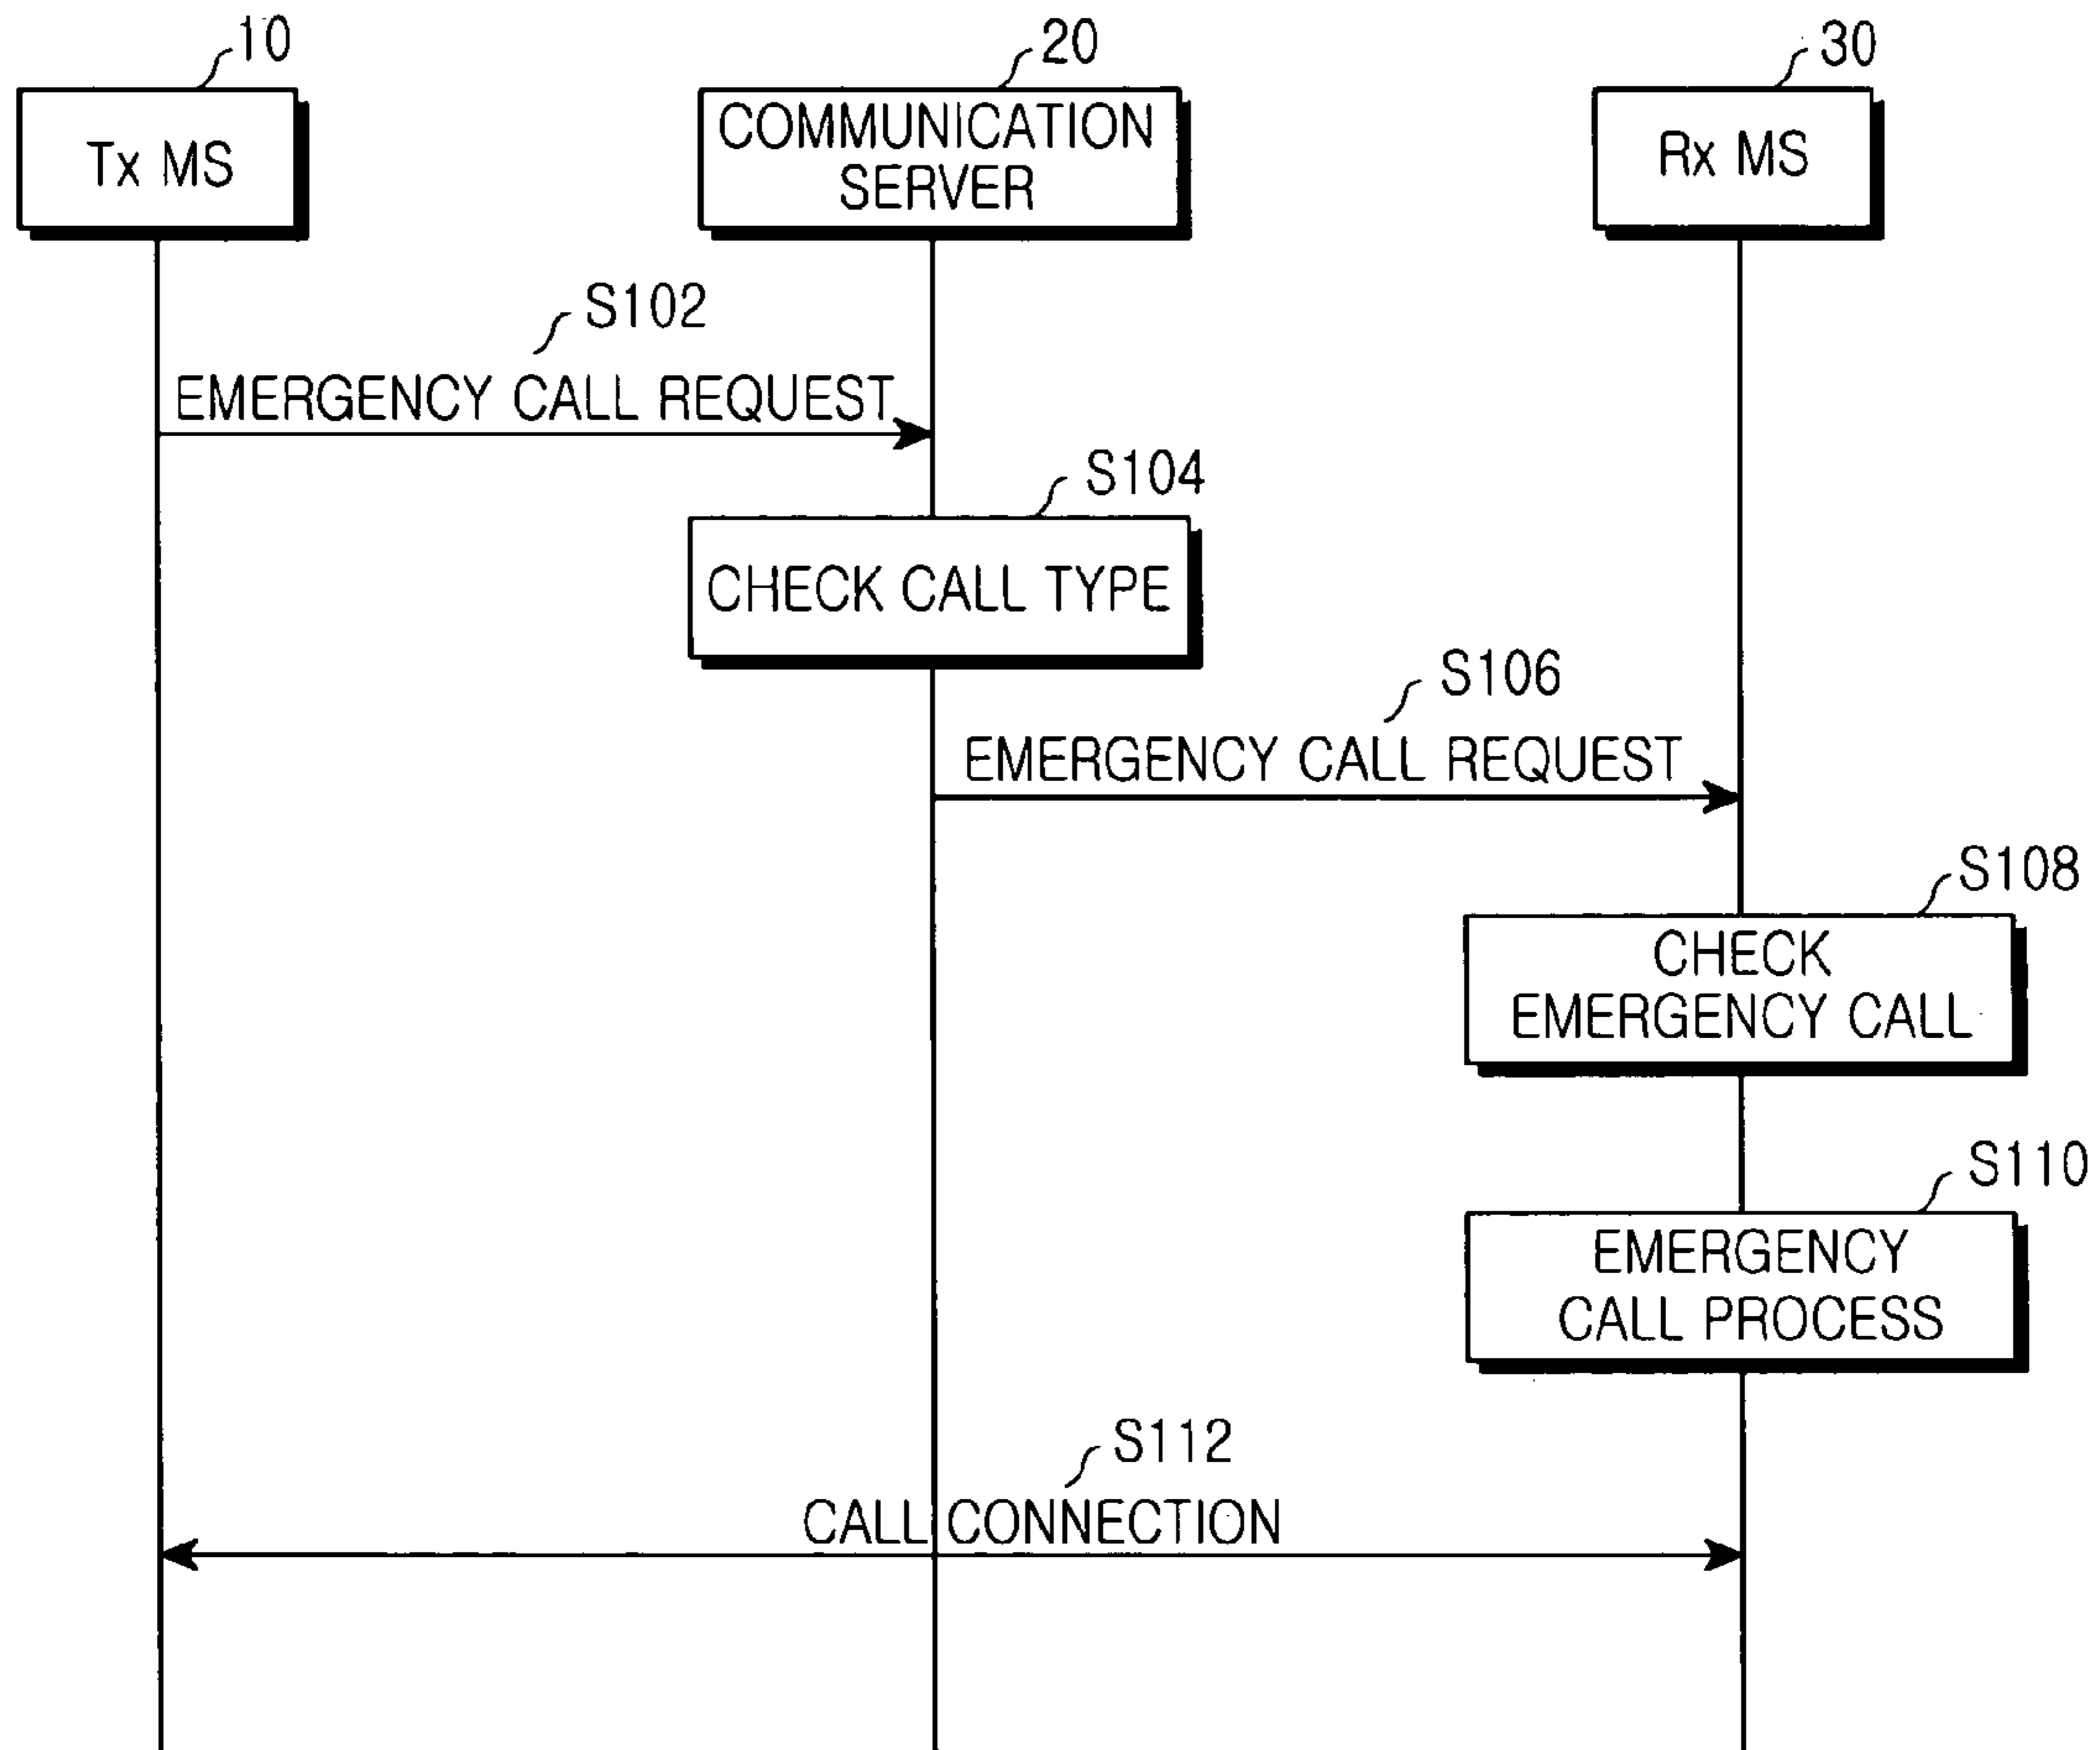 10
20
30
Tx MS
COMMUNICATION
SERVER
Rx MS
S102
EMERGENCY CALL REQUEST
S104
CHECK CALL TYPE
S106
EMERGENCY CALL REQUEST
S108
CHECK
EMERGENCY CALL
S110
EMERGENCY
CALL PROCESS
S112
CALL CONNECTION